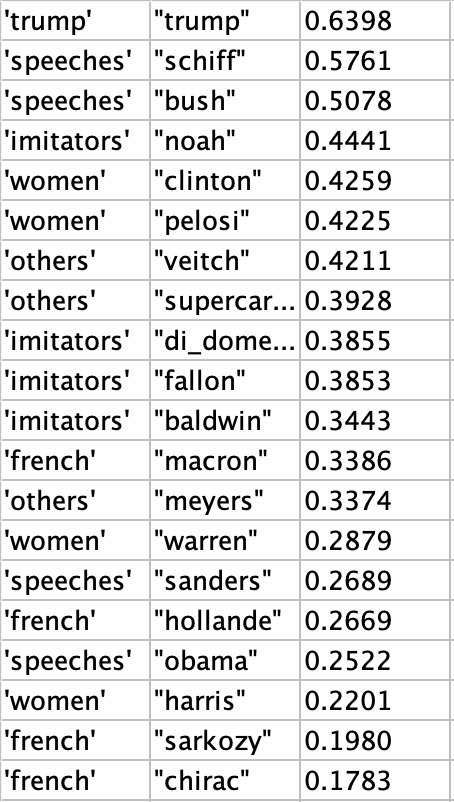 'trump' "trump" 0.6398
'speeches' "schiff" 0.5761
'speeches' "bush" 0.5078
'imitators' "noah" 0.4441
'women' "clinton" 0.4259
'women' "pelosi" 0.4225
'others' "veitch" 0.4211
'others' "supercar... 0.3928
'imitators' "di_dome... 0.3855
'imitators' "fallon" 0.3853
'imitators' "baldwin" 0.3443
'french' "macron" 0.3386
'others' "meyers" 0.3374
'women' "warren" 0.2879
'speeches' "sanders" 0.2689
'french' "hollande" 0.2669
'speeches' "obama" 0.2522
'women' "harris" 0.2201
'french' "sarkozy" 0.1980
'french' "chirac" 0.1783